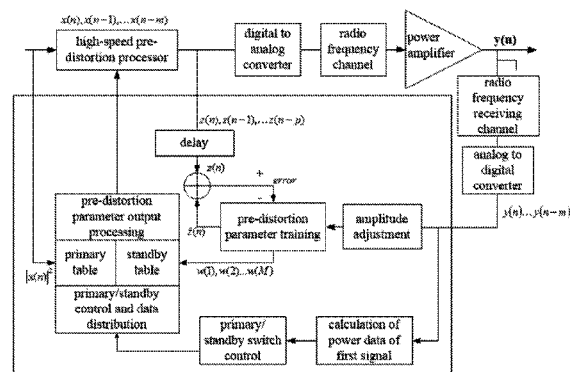 x(n),x(n-1),...x(n-m)
high-speed pre-
distortion processor
digital to
analog
converter
radio
frequency
channel
power
amplifier
y(n)
radio
frequency
receiving
channel
analog to
digital
converter
y(n)...y(n-m)
z(n),z(n-1),...z(n-p)
delay
z(n)
+
error
-
ẑ(n)
pre-distortion
parameter training
amplitude
adjustment
pre-distortion
parameter output
processing
primary
table
standby
table
|x(n)|²
w(1),w(2)...w(M)
primary/standby
control and data
distribution
primary/
standby switch
control
calculation of
power data of
first signal